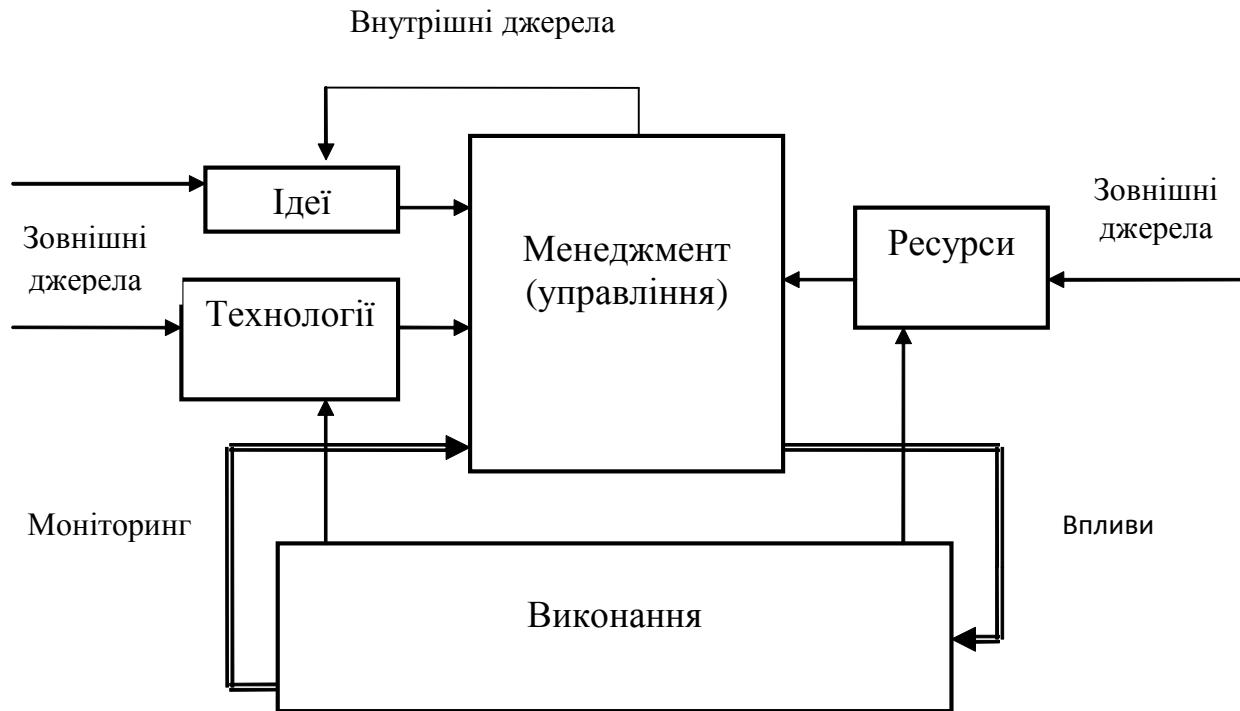 Внутрішні джерела
Ідеї
Зовнішні
джерела
Технології
Менеджмент
(управління)
Ресурси
Зовнішні
джерела
Моніторинг
Впливи
Виконання